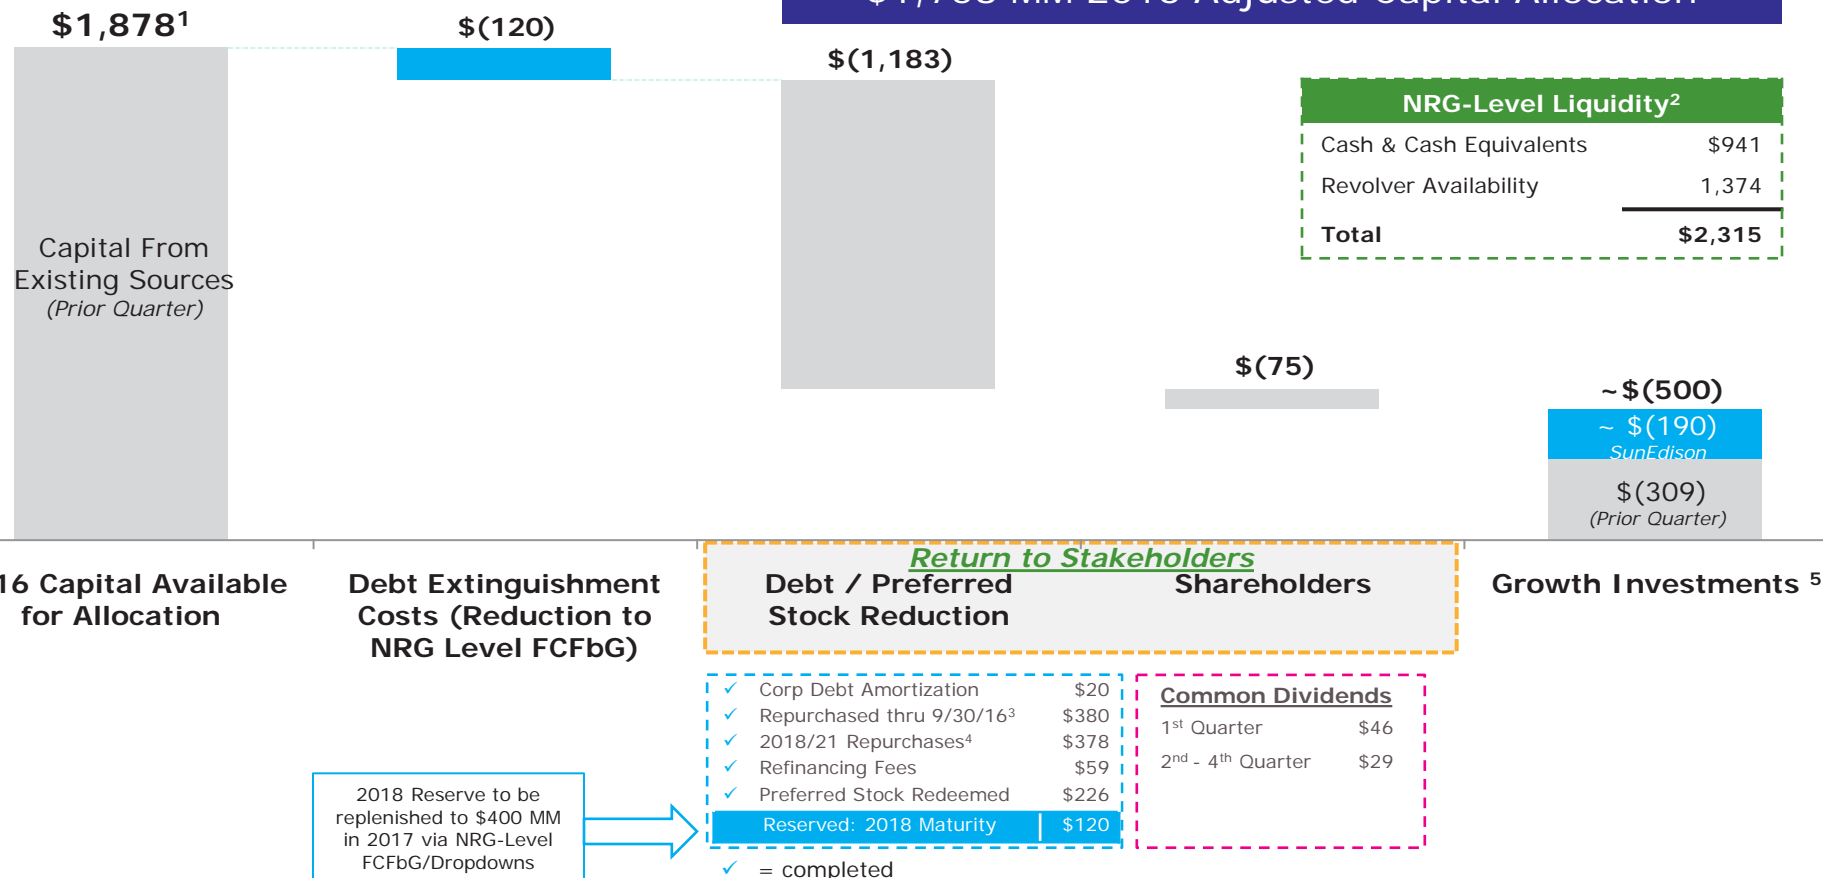 $1,878¹
$(120)
$(1,183)
NRG-Level Liquidity²
Cash & Cash Equivalents $941
Revolver Availability 1,374
Total $2,315
Capital From
Existing Sources
(Prior Quarter)
$(75)
~$(500)
~ $(190)
SunEdison
$(309)
(Prior Quarter)
Return to Stakeholders
16 Capital Available
for Allocation
Debt Extinguishment
Costs (Reduction to
NRG Level FCFbG)
Debt / Preferred
Stock Reduction
Shareholders
Growth Investments ⁵
✓ Corp Debt Amortization $20
✓ Repurchased thru 9/30/16³ $380
✓ 2018/21 Repurchases⁴ $378
✓ Refinancing Fees $59
✓ Preferred Stock Redeemed $226
Reserved: 2018 Maturity $120
✓ = completed
Common Dividends
1st Quarter $46
2nd - 4th Quarter $29
2018 Reserve to be
replenished to $400 MM
in 2017 via NRG-Level
FCFbG/Dropdowns